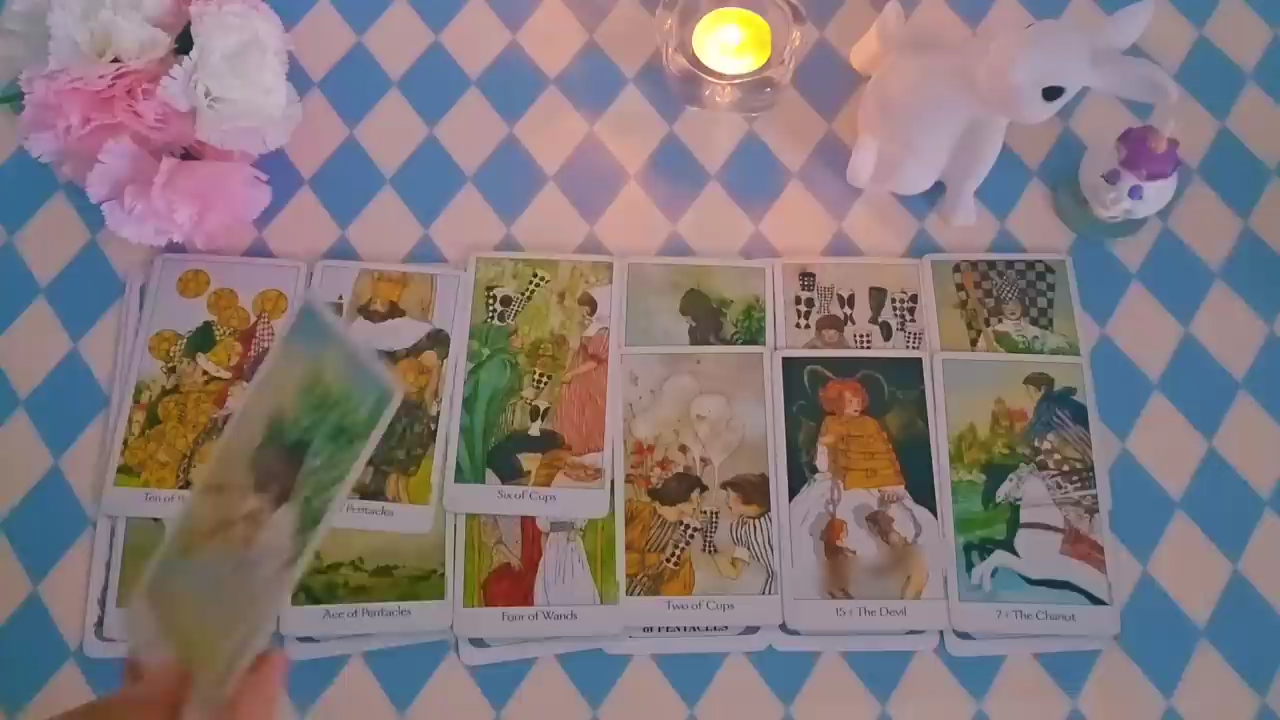 Ten of
Pentacles
Six of Cups
Ace of Pentacles
Four of Wands
Two of Cups
15 The Devil
7 The Chariot
OF PENTACLES